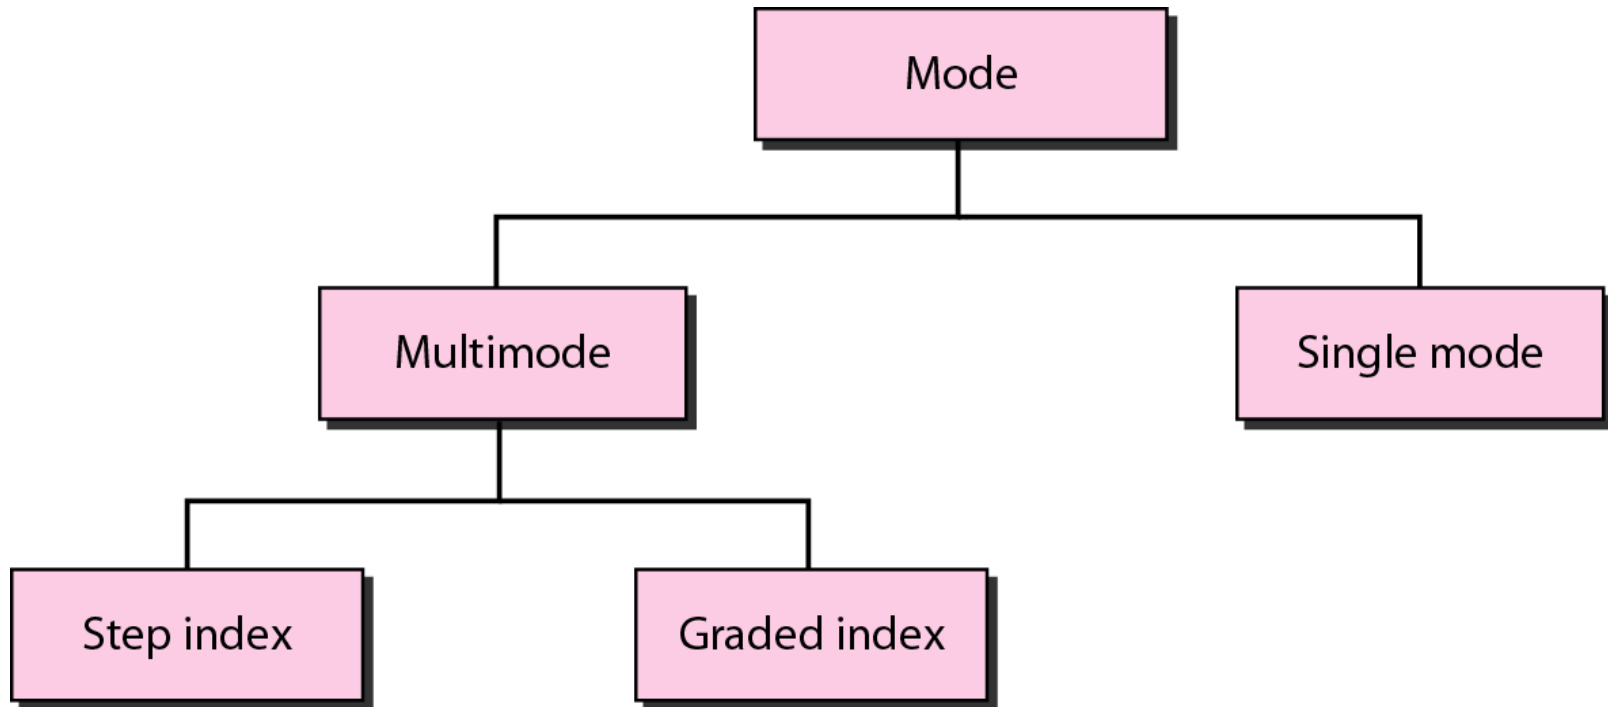 Mode
Multimode
Single mode
Step index
Graded index